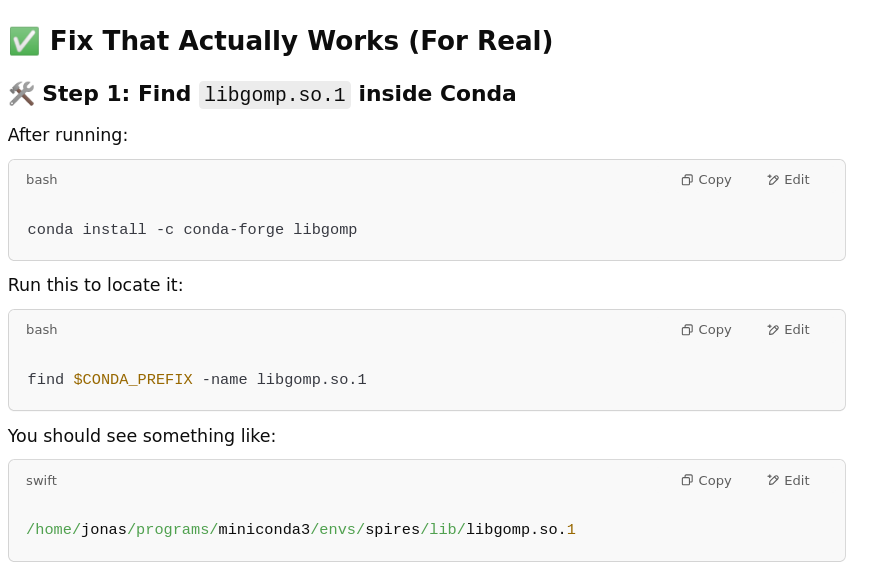 ✅ Fix That Actually Works (For Real)
🛠️ Step 1: Find libgomp.so.1 inside Conda
After running:
bash Copy Edit
conda install -c conda-forge libgomp
Run this to locate it:
bash Copy Edit
find $CONDA_PREFIX -name libgomp.so.1
You should see something like:
swift Copy Edit
/home/jonas/programs/miniconda3/envs/spires/lib/libgomp.so.1